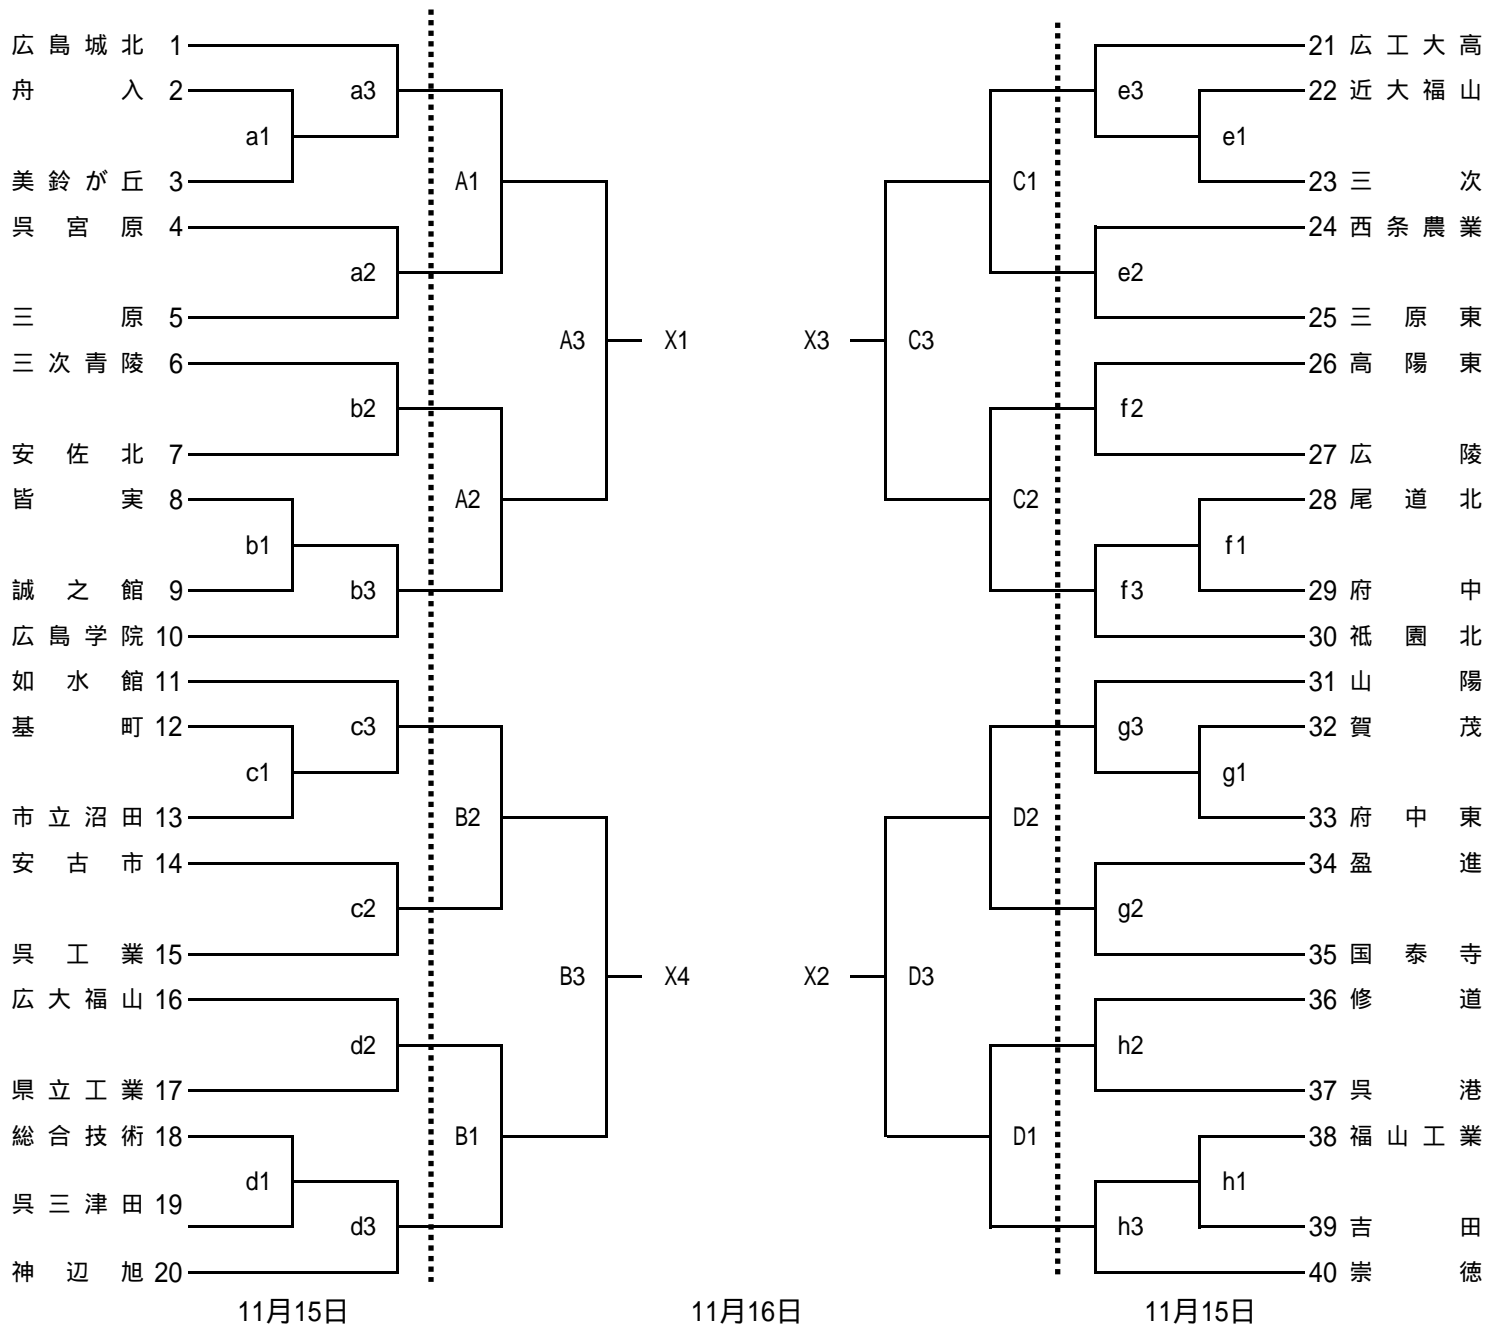 広島城北 1
舟入 2
美鈴が丘 3
呉宮原 4
三原 5
三次青陵 6
安佐北 7
皆実 8
誠之館 9
広島学院 10
如水館 11
基町 12
市立沼田 13
安古市 14
呉工業 15
広大福山 16
県立工業 17
総合技術 18
呉三津田 19
神辺旭 20
a3
a1
a2
b2
b1
b3
c3
c1
c2
d2
d1
d3
A1
A2
B2
B1
A3
B3
X1
X4
X3
X2
C3
D3
C1
C2
D2
D1
e3
e1
e2
f2
f1
f3
g3
g1
g2
h2
h1
h3
21 広工大高
22 近大福山
23 三次
24 西条農業
25 三原東
26 高陽東
27 広陵
28 尾道北
29 府中
30 祇園北
31 山陽
32 賀茂
33 府中東
34 盈進
35 国泰寺
36 修道
37 呉港
38 福山工業
39 吉田
40 崇徳
11月15日
11月16日
11月15日